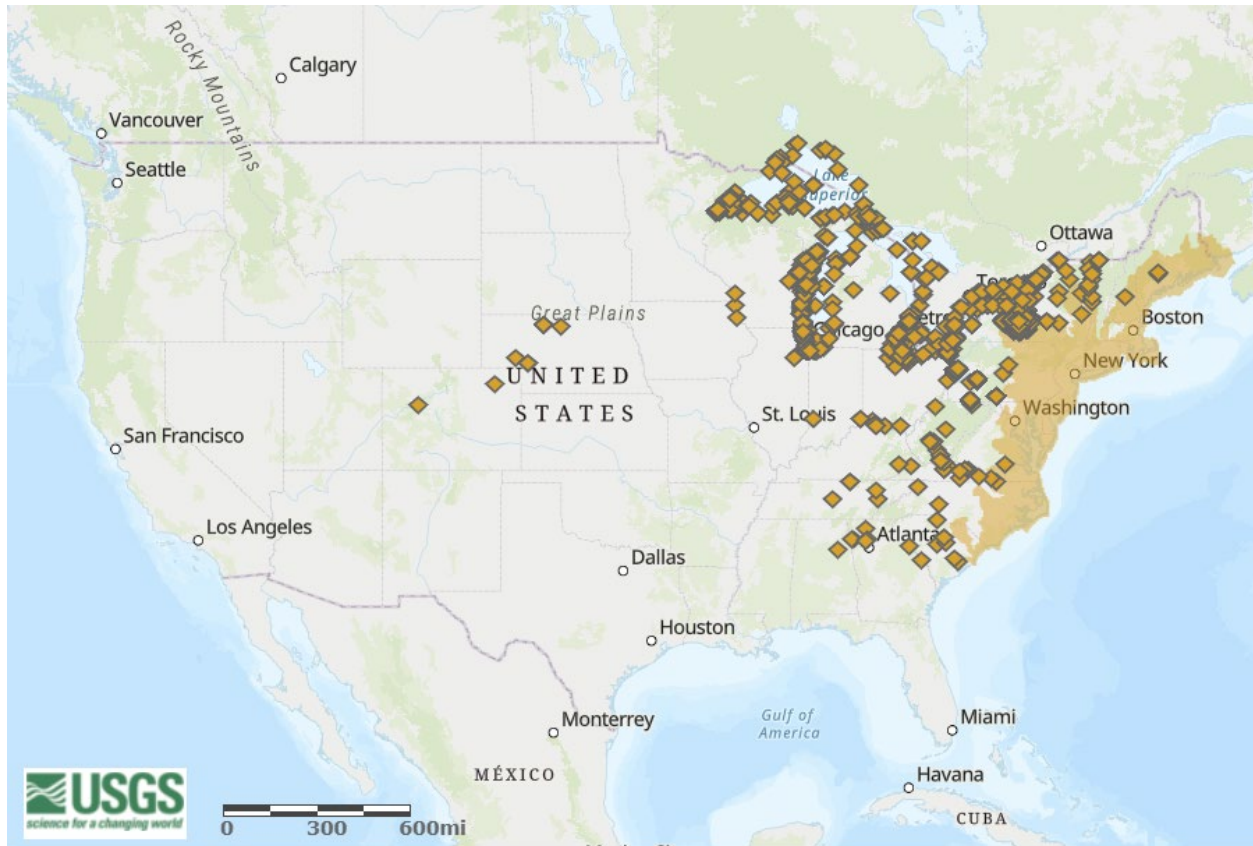 Calgary
Rocky Mountains
Vancouver
Seattle
Lake
Superior
Ottawa
Great Plains
Chicago
Boston
New York
UNITED
STATES
St. Louis
Washington
San Francisco
Los Angeles
Atlanta
Dallas
Houston
Monterrey
Gulf of
America
Miami
MÉXICO
Havana
CUBA
USGS
science for a changing world
0 300 600mi